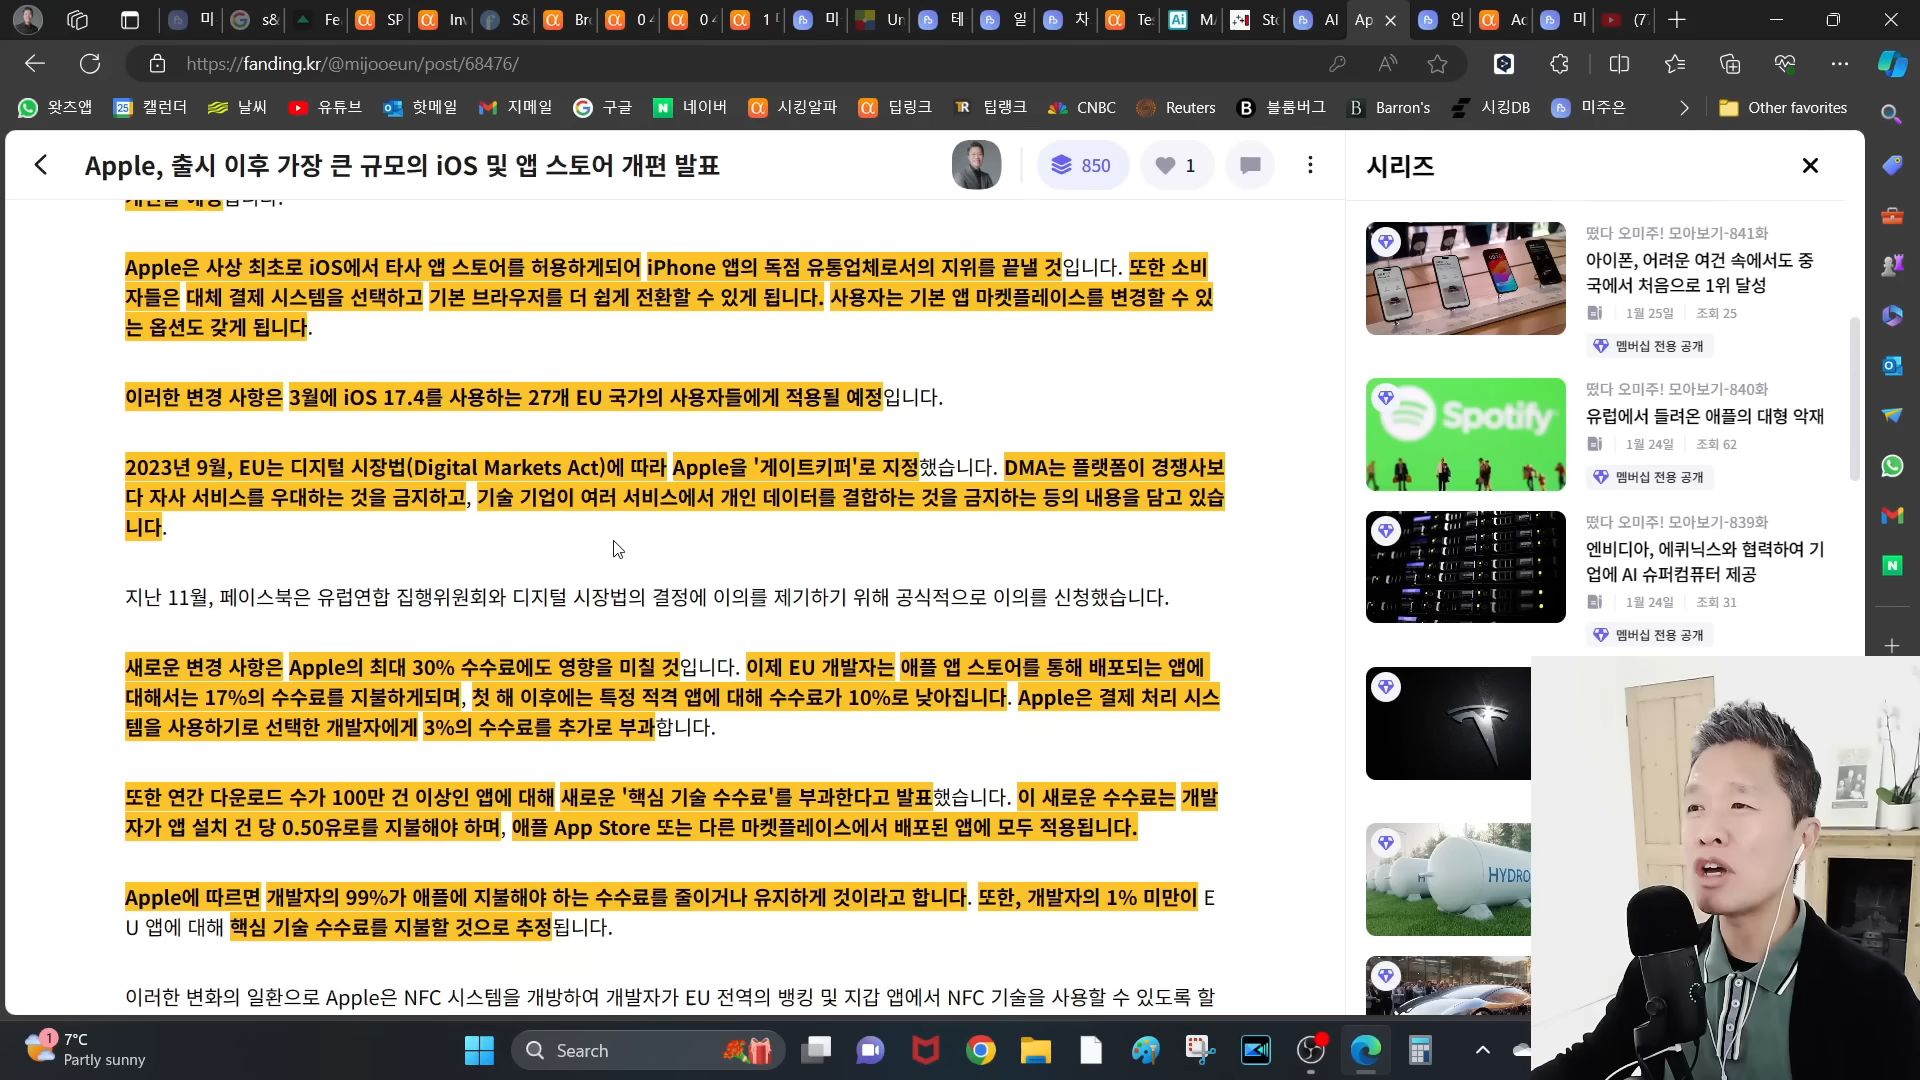 미
s&
Fe
SP
In
S&
Br
0 4
0 4
1 
미
Un
테
일
차
Te
M
St
AI
Ap
인
Ac
미
(7
https://fanding.kr/@mijooeun/post/68476/
왓츠앱
캘린더
날씨
유튜브
핫메일
지메일
구글
네이버
시킹알파
딥링크
팁랭크
CNBC
Reuters
블룸버그
Barron's
시킹DB
미주은
Other favorites
Apple, 출시 이후 가장 큰 규모의 iOS 및 앱 스토어 개편 발표
850
1
Apple은 사상 최초로 iOS에서 타사 앱 스토어를 허용하게되어 iPhone 앱의 독점 유통업체로서의 지위를 끝낼 것입니다. 또한 소비
자들은 대체 결제 시스템을 선택하고 기본 브라우저를 더 쉽게 전환할 수 있게 됩니다. 사용자는 기본 앱 마켓플레이스를 변경할 수 있
는 옵션도 갖게 됩니다.
이러한 변경 사항은 3월에 iOS 17.4를 사용하는 27개 EU 국가의 사용자들에게 적용될 예정입니다.
2023년 9월, EU는 디지털 시장법(Digital Markets Act)에 따라 Apple을 '게이트키퍼'로 지정했습니다. DMA는 플랫폼이 경쟁사보
다 자사 서비스를 우대하는 것을 금지하고, 기술 기업이 여러 서비스에서 개인 데이터를 결합하는 것을 금지하는 등의 내용을 담고 있습
니다.
지난 11월, 페이스북은 유럽연합 집행위원회와 디지털 시장법의 결정에 이의를 제기하기 위해 공식적으로 이의를 신청했습니다.
새로운 변경 사항은 Apple의 최대 30% 수수료에도 영향을 미칠 것입니다. 이제 EU 개발자는 애플 앱 스토어를 통해 배포되는 앱에
대해서는 17%의 수수료를 지불하게되며, 첫 해 이후에는 특정 적격 앱에 대해 수수료가 10%로 낮아집니다. Apple은 결제 처리 시스
템을 사용하기로 선택한 개발자에게 3%의 수수료를 추가로 부과합니다.
또한 연간 다운로드 수가 100만 건 이상인 앱에 대해 새로운 '핵심 기술 수수료'를 부과한다고 발표했습니다. 이 새로운 수수료는 개발
자가 앱 설치 건 당 0.50유로를 지불해야 하며, 애플 App Store 또는 다른 마켓플레이스에서 배포된 앱에 모두 적용됩니다.
Apple에 따르면 개발자의 99%가 애플에 지불해야 하는 수수료를 줄이거나 유지하게 것이라고 합니다. 또한, 개발자의 1% 미만이 E
U 앱에 대해 핵심 기술 수수료를 지불할 것으로 추정됩니다.
이러한 변화의 일환으로 Apple은 NFC 시스템을 개방하여 개발자가 EU 전역의 뱅킹 및 지갑 앱에서 NFC 기술을 사용할 수 있도록 할
시리즈
떴다 오미주! 모아보기-841화
아이폰, 어려운 여건 속에서도 중
국에서 처음으로 1위 달성
1월 25일 조회 25
멤버십 전용 공개
Spotify
떴다 오미주! 모아보기-840화
유럽에서 들려온 애플의 대형 악재
1월 24일 조회 62
멤버십 전용 공개
떴다 오미주! 모아보기-839화
엔비디아, 에퀴닉스와 협력하여 기
업에 AI 슈퍼컴퓨터 제공
1월 24일 조회 31
멤버십 전용 공개
HYDRO
1
7°C
Partly sunny
Search